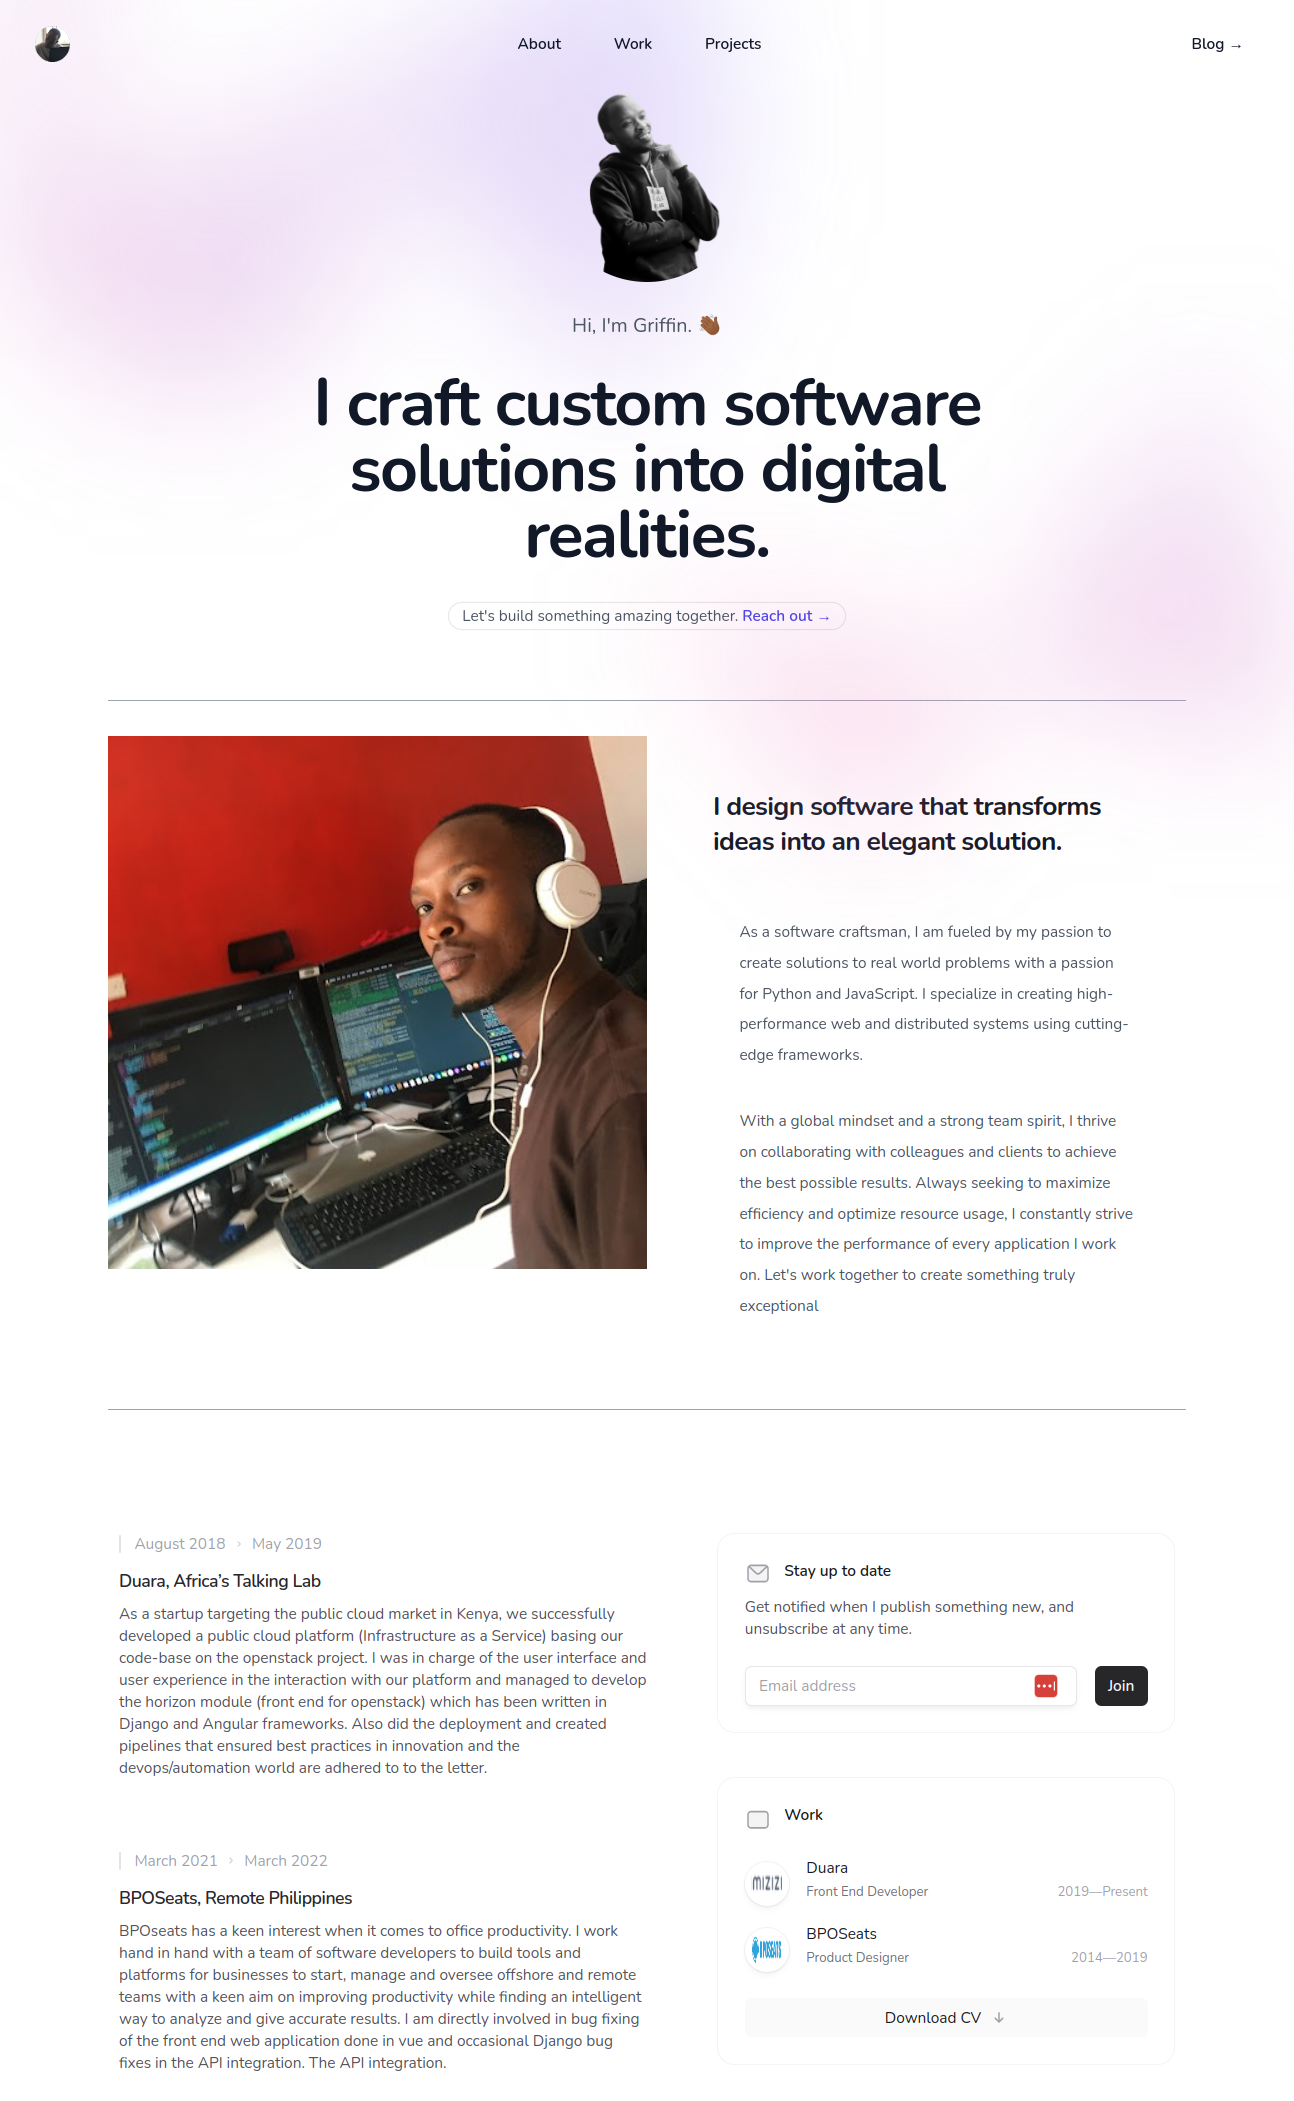 About
Work
Projects
Blog →
Hi, I'm Griffin. 👋🏾
I craft custom software
solutions into digital
realities.
Let's build something amazing together. Reach out →
I design software that transforms
ideas into an elegant solution.
As a software craftsman, I am fueled by my passion to
create solutions to real world problems with a passion
for Python and JavaScript. I specialize in creating high-
performance web and distributed systems using cutting-
edge frameworks.
With a global mindset and a strong team spirit, I thrive
on collaborating with colleagues and clients to achieve
the best possible results. Always seeking to maximize
efficiency and optimize resource usage, I constantly strive
to improve the performance of every application I work
on. Let's work together to create something truly
exceptional
August 2018 › May 2019
Duara, Africa’s Talking Lab
As a startup targeting the public cloud market in Kenya, we successfully
developed a public cloud platform (Infrastructure as a Service) basing our
code-base on the openstack project. I was in charge of the user interface and
user experience in the interaction with our platform and managed to develop
the horizon module (front end for openstack) which has been written in
Django and Angular frameworks. Also did the deployment and created
pipelines that ensured best practices in innovation and the
devops/automation world are adhered to to the letter.
March 2021 › March 2022
BPOSeats, Remote Philippines
BPOseats has a keen interest when it comes to office productivity. I work
hand in hand with a team of software developers to build tools and
platforms for businesses to start, manage and oversee offshore and remote
teams with a keen aim on improving productivity while finding an intelligent
way to analyze and give accurate results. I am directly involved in bug fixing
of the front end web application done in vue and occasional Django bug
fixes in the API integration. The API integration.
Stay up to date
Get notified when I publish something new, and
unsubscribe at any time.
Email address
Join
Work
MIZIZI
Duara
Front End Developer
2019—Present
BPOSEATS
BPOSeats
Product Designer
2014—2019
Download CV ↓